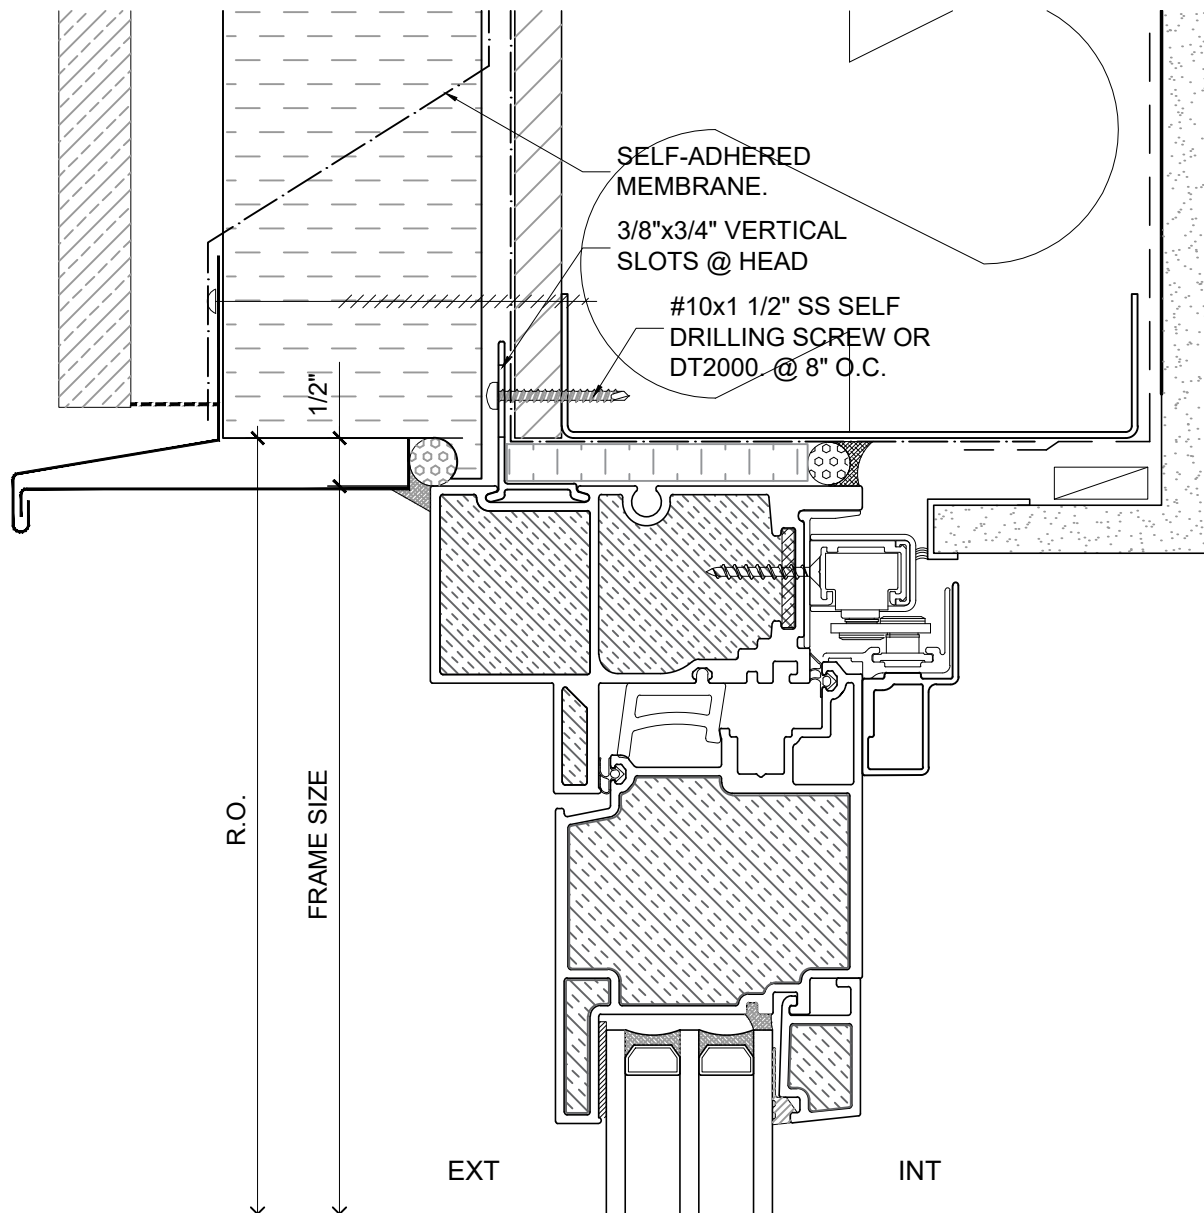 SELF-ADHERED
MEMBRANE.
3/8"x3/4" VERTICAL
SLOTS @ HEAD
#10x1 1/2" SS SELF
DRILLING SCREW OR
DT2000. @ 8" O.C.
1/2"
R.O.
FRAME SIZE
EXT
INT